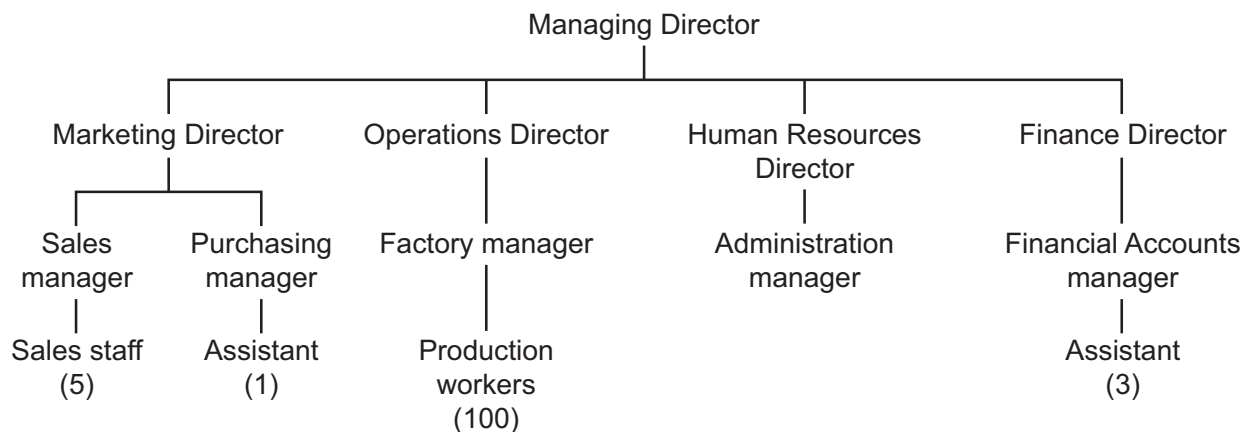 Managing Director
Marketing Director
Operations Director
Human Resources
Director
Finance Director
Sales
manager
Purchasing
manager
Factory manager
Administration
manager
Financial Accounts
manager
Sales staff
(5)
Assistant
(1)
Production
workers
(100)
Assistant
(3)